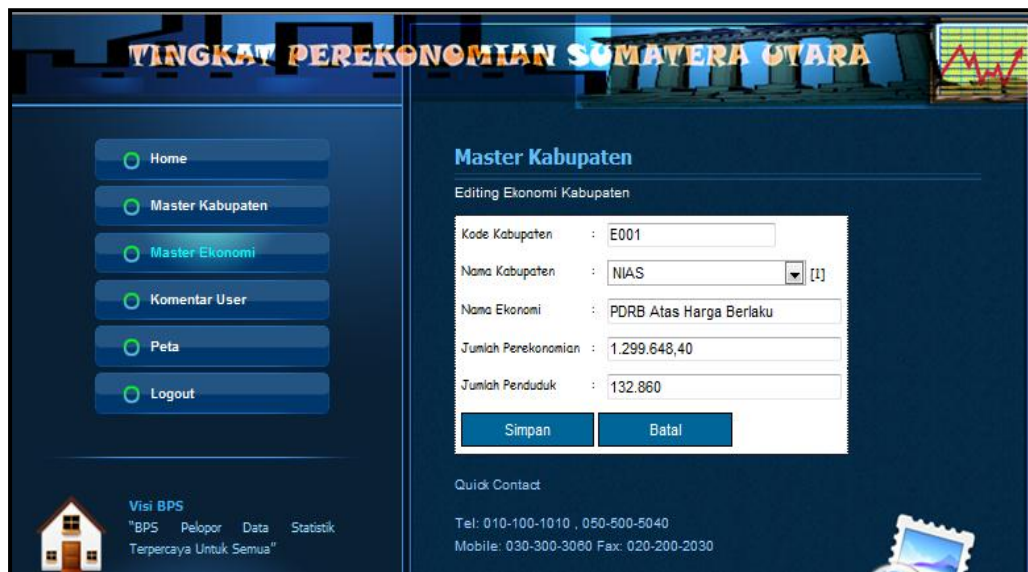 TINGKAT PEREKONOMIAN SUMATERA UTARA
Home
Master Kabupaten
Master Ekonomi
Komentar User
Peta
Logout
Visi BPS
"BPS Pelopor Data Statistik
Terpercaya Untuk Semua"
Master Kabupaten
Editing Ekonomi Kabupaten
Kode Kabupaten : E001
Nama Kabupaten : NIAS [1]
Nama Ekonomi : PDRB Atas Harga Berlaku
Jumlah Perekonomian : 1.299.648,40
Jumlah Penduduk : 132.860
Simpan Batal
Quick Contact
Tel: 010-100-1010 , 050-500-5040
Mobile: 030-300-3060 Fax: 020-200-2030